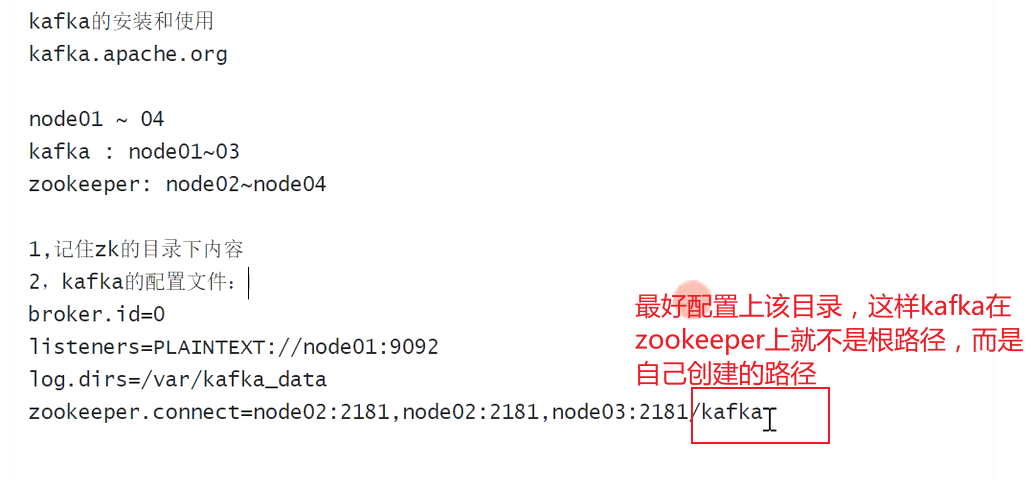 kafka的安装和使用
kafka.apache.org
node01 ~ 04
kafka : node01~03
zookeeper: node02~node04
1,记住zk的目录下内容
2，kafka的配置文件：
broker.id=0
listeners=PLAINTEXT://node01:9092
log.dirs=/var/kafka_data
zookeeper.connect=node02:2181,node02:2181,node03:2181/kafka
最好配置上该目录，这样kafka在
zookeeper上就不是根路径，而是
自己创建的路径